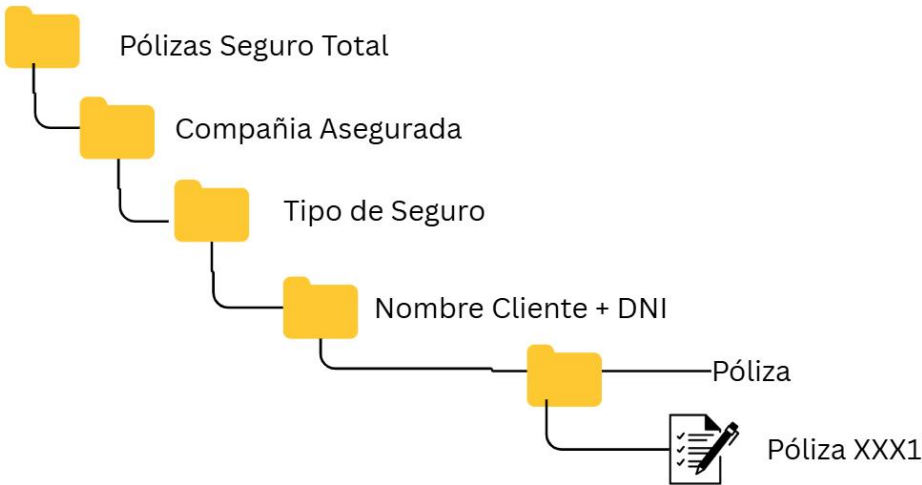 Pólizas Seguro Total
Compañia Asegurada
Tipo de Seguro
Nombre Cliente + DNI
Póliza
Póliza XXX1